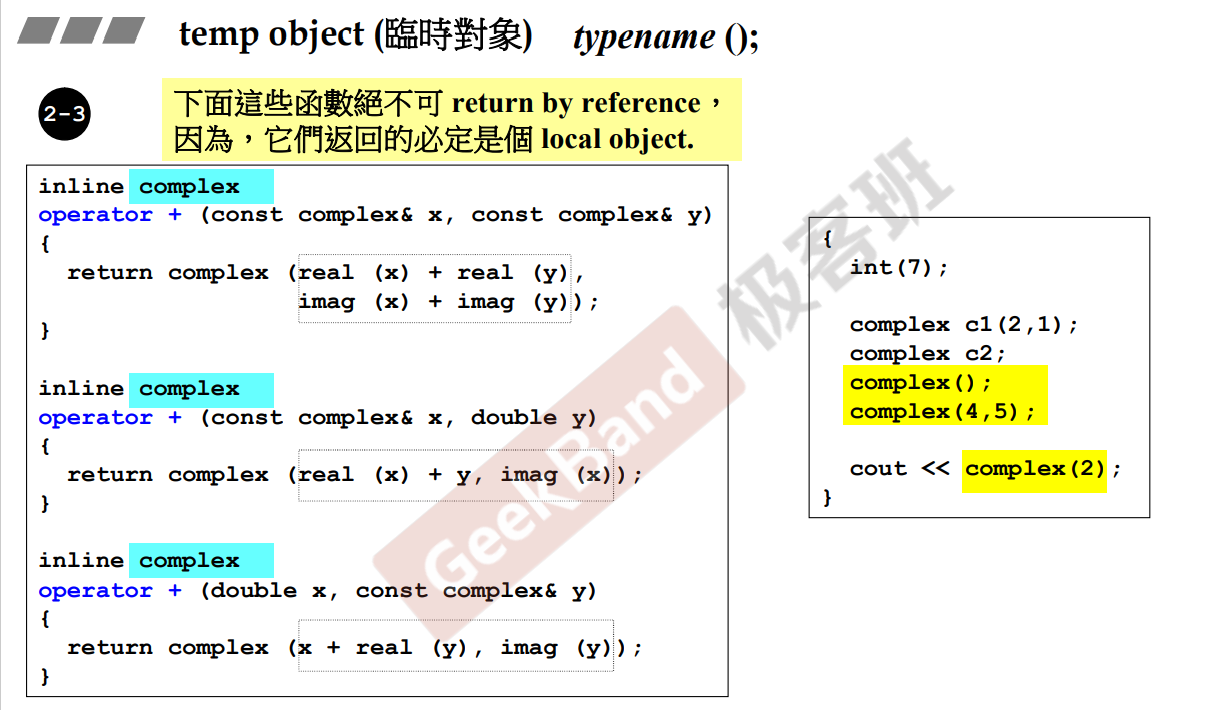 temp object (臨時對象) typename ();
2-3
下面這些函數絕不可 return by reference，
因為，它們返回的必定是個 local object.
inline complex
operator + (const complex& x, const complex& y)
{
  return complex (real (x) + real (y),
                  imag (x) + imag (y));
}
inline complex
operator + (const complex& x, double y)
{
  return complex (real (x) + y, imag (x));
}
inline complex
operator + (double x, const complex& y)
{
  return complex (x + real (y), imag (y));
}
{
  int(7);
  complex c1(2,1);
  complex c2;
  complex();
  complex(4,5);
  cout << complex(2);
}
GeekBand 极客班